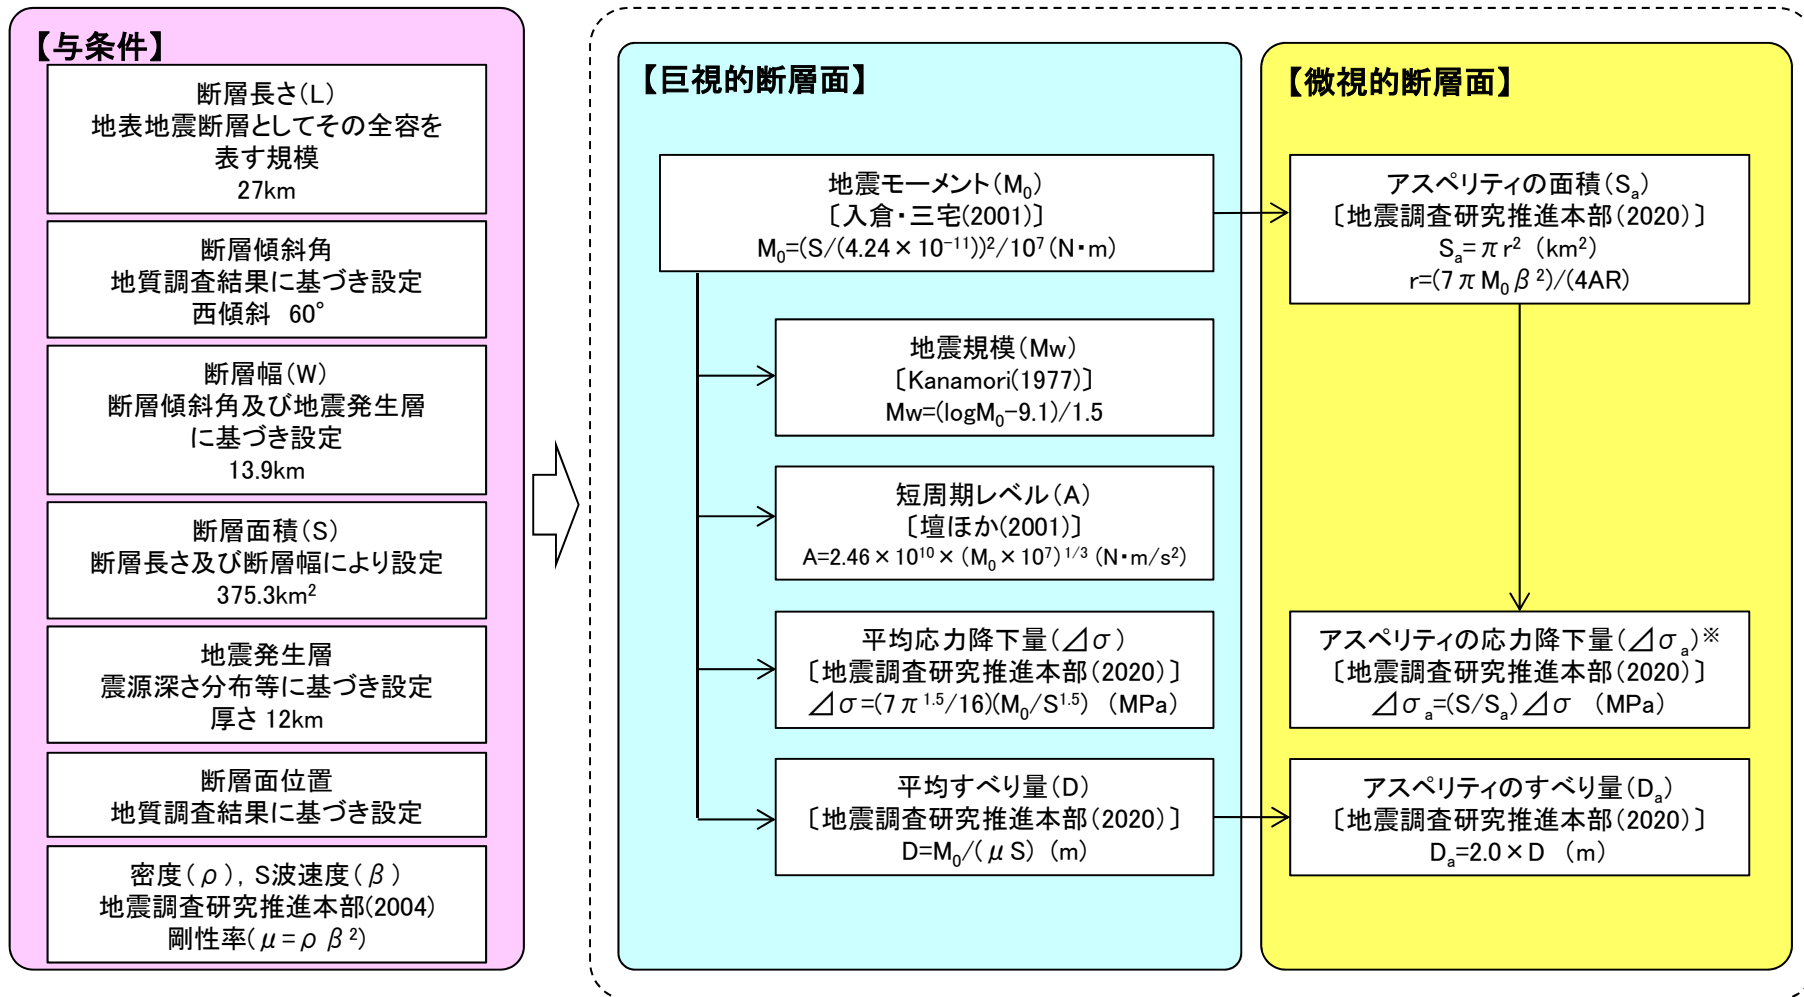 【与条件】
断層長さ(L)
地表地震断層としてその全容を
表す規模
27km
断層傾斜角
地質調査結果に基づき設定
西傾斜 60°
断層幅(W)
断層傾斜角及び地震発生層
に基づき設定
13.9km
断層面積(S)
断層長さ及び断層幅により設定
375.3km²
地震発生層
震源深さ分布等に基づき設定
厚さ 12km
断層面位置
地質調査結果に基づき設定
密度(ρ), S波速度(β)
地震調査研究推進本部(2004)
剛性率(μ=ρβ²)
【巨視的断層面】
地震モーメント(M₀)
〔入倉・三宅(2001)〕
M₀=(S/(4.24×10⁻¹¹))²/10⁷(N・m)
地震規模(Mw)
〔Kanamori(1977)〕
Mw=(logM₀-9.1)/1.5
短周期レベル(A)
〔壇ほか(2001)〕
A=2.46×10¹⁰×(M₀×10⁷)¹ᐟ³(N・m/s²)
平均応力降下量(⊿σ)
〔地震調査研究推進本部(2020)〕
⊿σ=(7π¹·⁵/16)(M₀/S¹·⁵) (MPa)
平均すべり量(D)
〔地震調査研究推進本部(2020)〕
D=M₀/(μS) (m)
【微視的断層面】
アスペリティの面積(Sₐ)
〔地震調査研究推進本部(2020)〕
Sₐ=πr² (km²)
r=(7πM₀β²)/(4AR)
アスペリティの応力降下量(⊿σₐ)※
〔地震調査研究推進本部(2020)〕
⊿σₐ=(S/Sₐ)⊿σ (MPa)
アスペリティのすべり量(Dₐ)
〔地震調査研究推進本部(2020)〕
Dₐ=2.0×D (m)